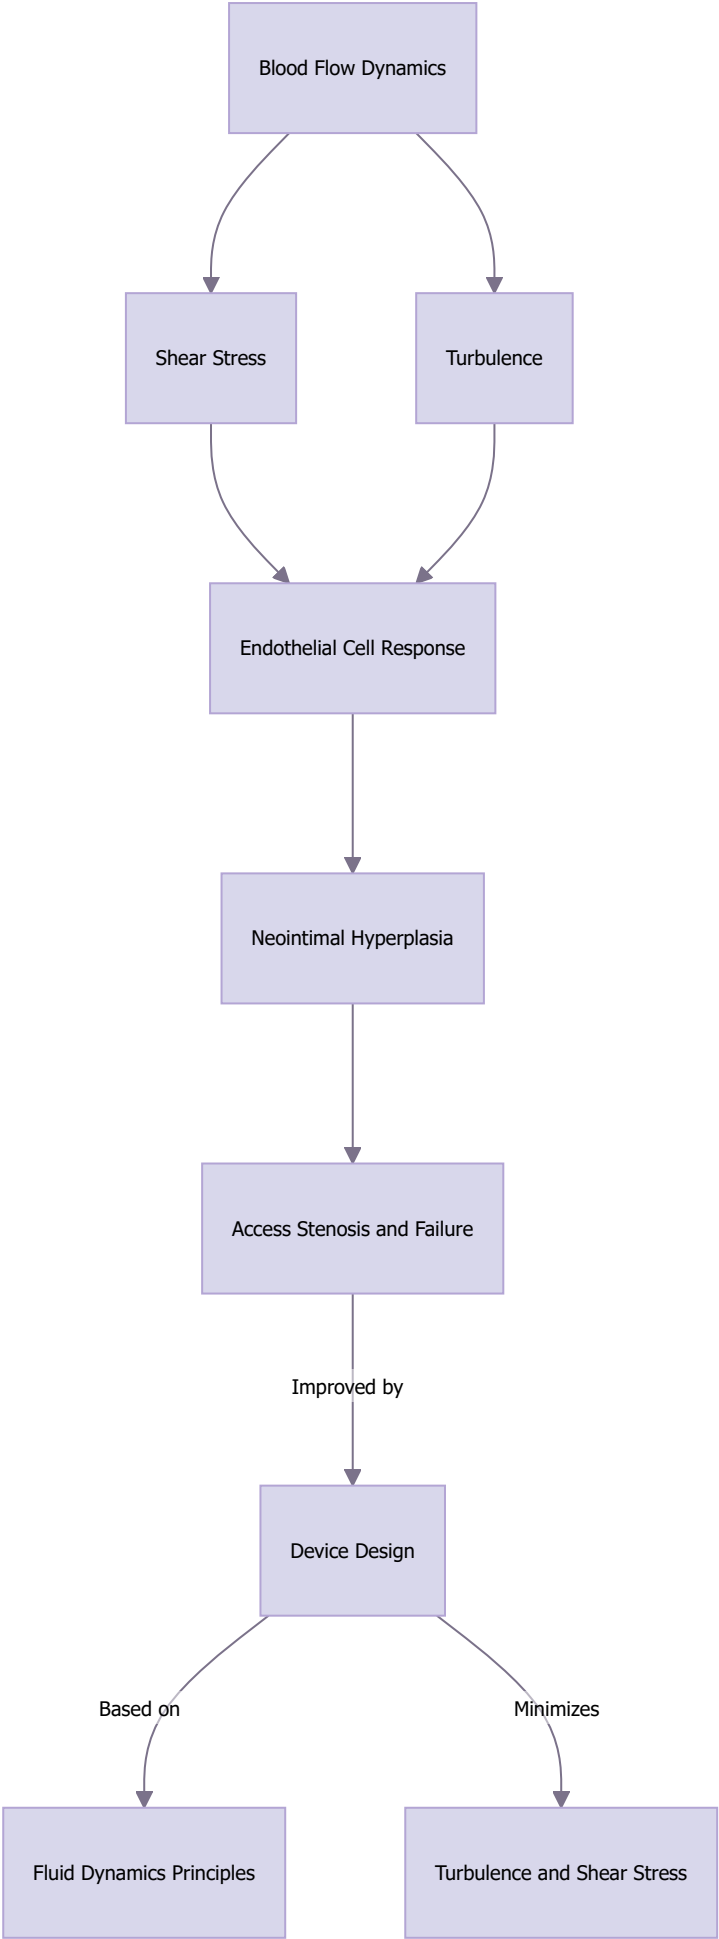 Blood Flow Dynamics
Shear Stress
Turbulence
Endothelial Cell Response
Neointimal Hyperplasia
Access Stenosis and Failure
Improved by
Device Design
Based on
Minimizes
Fluid Dynamics Principles
Turbulence and Shear Stress